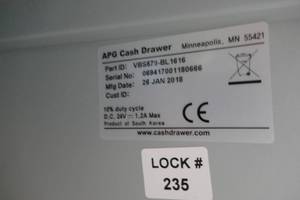 APG Cash Drawer Minneapolis, MN 55421
Part ID: VBS679-BL1616
Serial No: 069417001180666
Mfg Date: 26 JAN 2018
Cust ID:
10% duty cycle
D.C. 24V = 1.2A Max
Product of South Korea
CE
www.cashdrawer.com
LOCK #
235